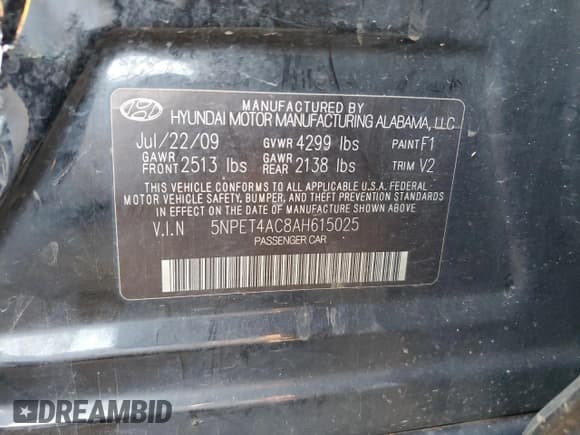 MANUFACTURED BY
HYUNDAI MOTOR MANUFACTURING ALABAMA, LLC
Jul/22/09 GVWR 4299 lbs PAINT F1
GAWR FRONT 2513 lbs GAWR REAR 2138 lbs TRIM V2
THIS VEHICLE CONFORMS TO ALL APPLICABLE U.S.A. FEDERAL
MOTOR VEHICLE SAFETY, BUMPER, AND THEFT PREVENTION STANDARDS
IN EFFECT ON THE DATE OF MANUFACTURE SHOWN ABOVE.
V.I.N 5NPET4AC8AH615025
PASSENGER CAR
DREAMBID